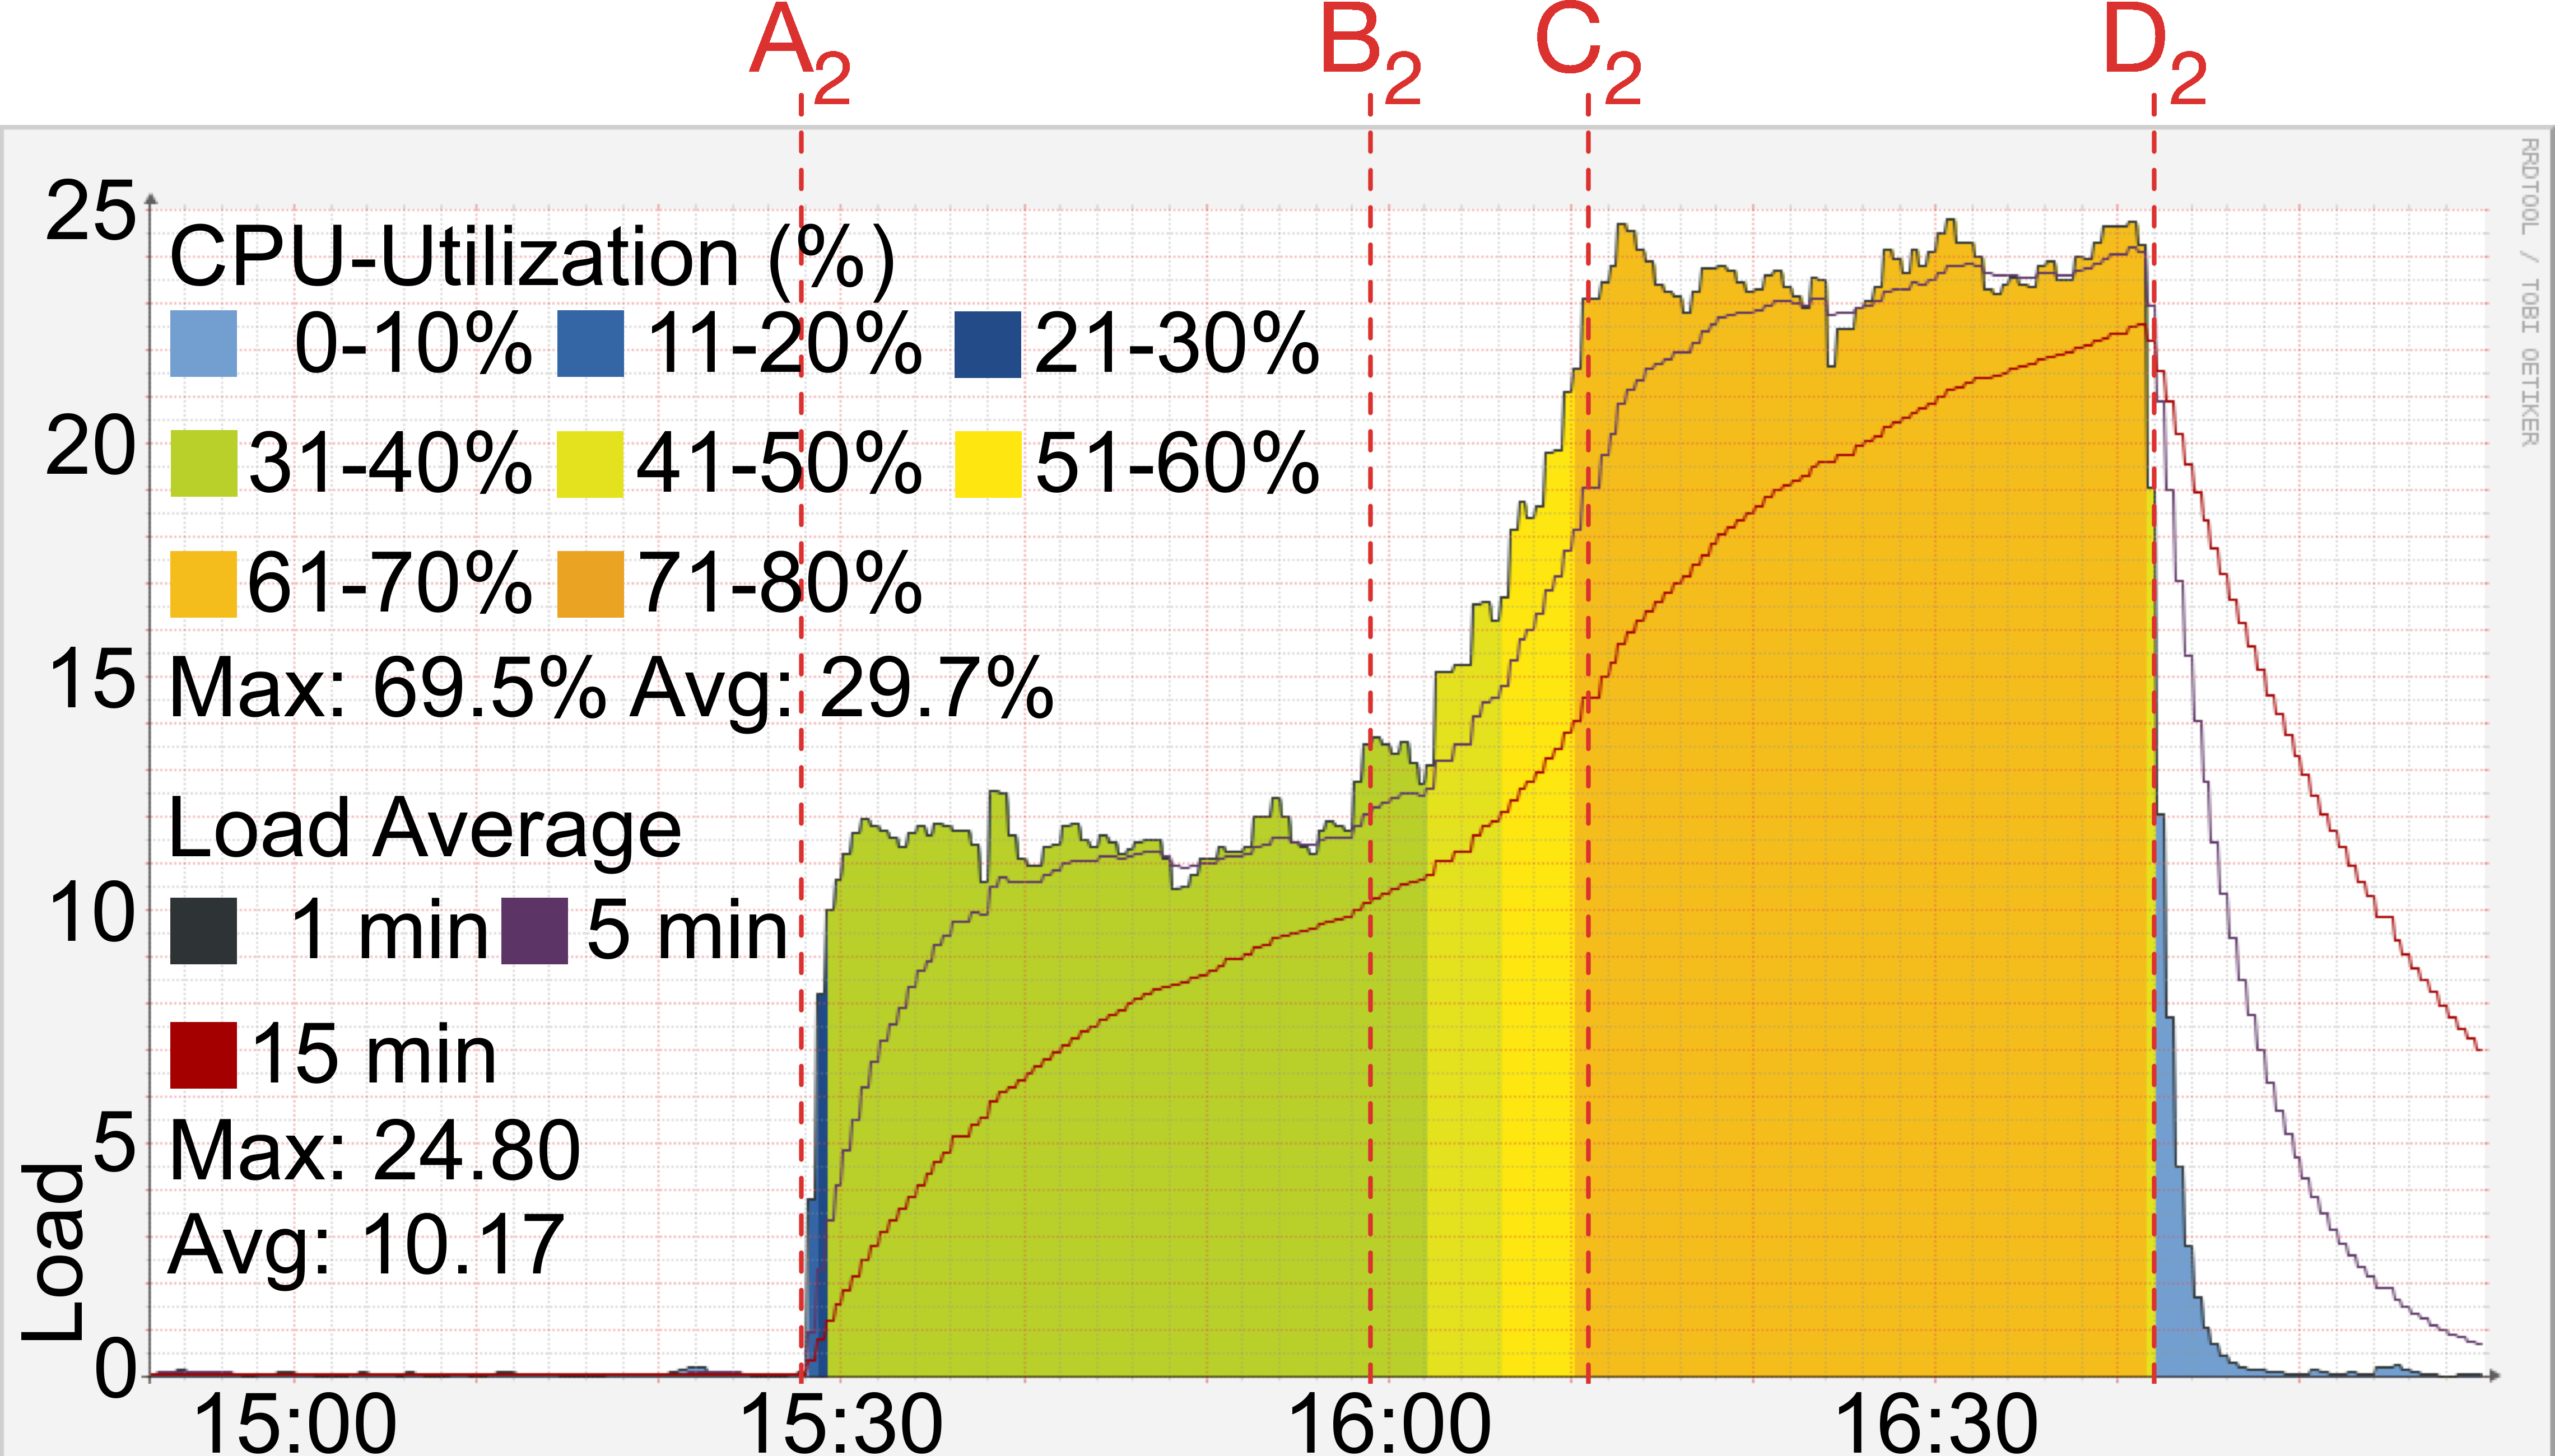 A2 B2 C2 D2
RRDTOOL / TOBI OETIKER
25
CPU-Utilization (%)
0-10% 11-20% 21-30%
20
31-40% 41-50% 51-60%
61-70% 71-80%
15
Max: 69.5% Avg: 29.7%
Load Average
10
1 min 5 min
15 min
5
Max: 24.80
Avg: 10.17
Load
0
15:00 15:30 16:00 16:30